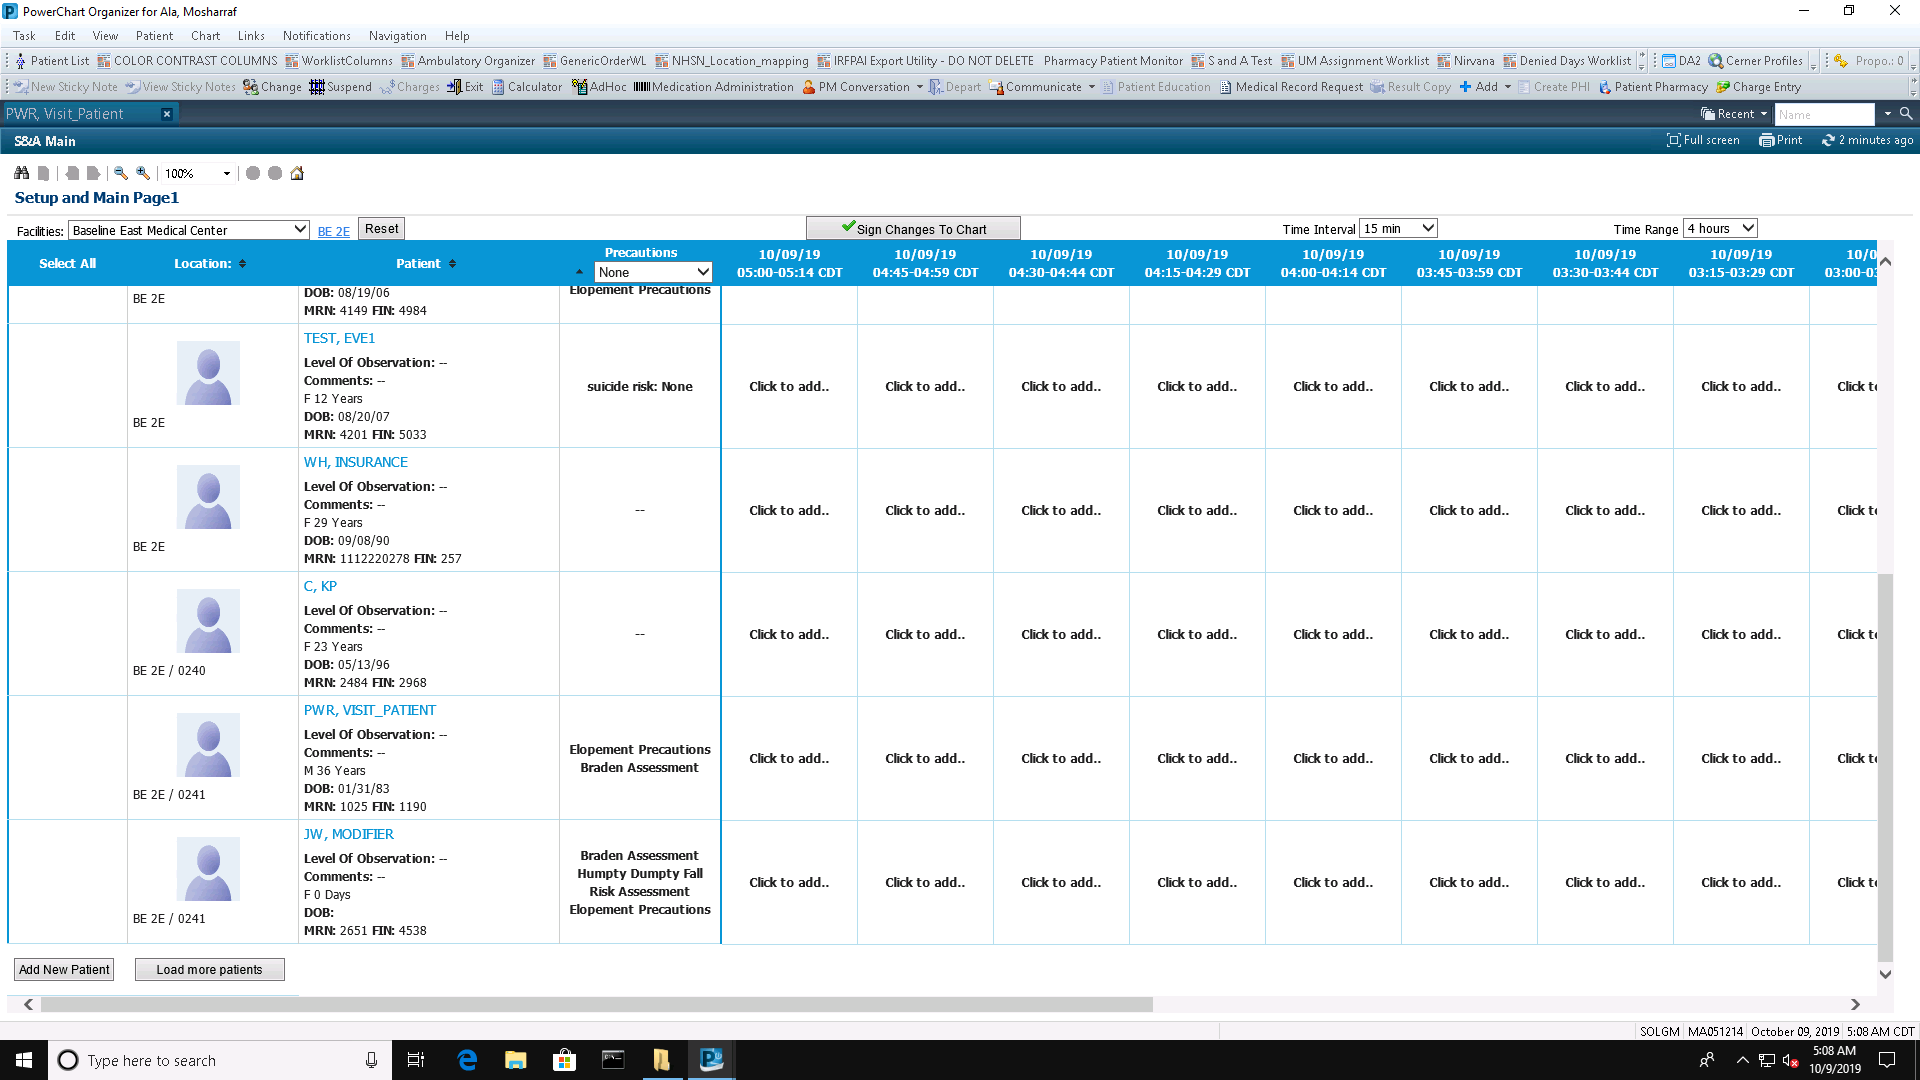 PowerChart Organizer for Ala, Mosharraf
Task Edit View Patient Chart Links Notifications Navigation Help
Patient List COLOR CONTRAST COLUMNS WorklistColumns Ambulatory Organizer GenericOrderWL NHSN_Location_mapping IRFPAI Export Utility - DO NOT DELETE Pharmacy Patient Monitor S and A Test UM Assignment Worklist Nirvana Denied Days Worklist DA2 Cerner Profiles Propo.: 0
New Sticky Note View Sticky Notes Change Suspend Charges Exit Calculator AdHoc Medication Administration PM Conversation Depart Communicate Patient Education Medical Record Request Result Copy Add Create PHI Patient Pharmacy Charge Entry
PWR, Visit_Patient Recent Name
S&A Main Full screen Print 2 minutes ago
100%
Setup and Main Page1
Facilities: Baseline East Medical Center BE 2E Reset Sign Changes To Chart Time Interval 15 min Time Range 4 hours
Select All Location: Patient Precautions None
10/09/19 10/09/19 10/09/19 10/09/19 10/09/19 10/09/19 10/09/19 10/09/19 10/0
05:00-05:14 CDT 04:45-04:59 CDT 04:30-04:44 CDT 04:15-04:29 CDT 04:00-04:14 CDT 03:45-03:59 CDT 03:30-03:44 CDT 03:15-03:29 CDT 03:00-03
BE 2E
DOB: 08/19/06
MRN: 4149 FIN: 4984
Elopement Precautions
BE 2E
TEST, EVE1
Level Of Observation: --
Comments: --
F 12 Years
DOB: 08/20/07
MRN: 4201 FIN: 5033
suicide risk: None
Click to add.. Click to add.. Click to add.. Click to add.. Click to add.. Click to add.. Click to add.. Click to add.. Click to
BE 2E
WH, INSURANCE
Level Of Observation: --
Comments: --
F 29 Years
DOB: 09/08/90
MRN: 1112220278 FIN: 257
--
Click to add.. Click to add.. Click to add.. Click to add.. Click to add.. Click to add.. Click to add.. Click to add.. Click to
BE 2E / 0240
C, KP
Level Of Observation: --
Comments: --
F 23 Years
DOB: 05/13/96
MRN: 2484 FIN: 2968
--
Click to add.. Click to add.. Click to add.. Click to add.. Click to add.. Click to add.. Click to add.. Click to add.. Click to
BE 2E / 0241
PWR, VISIT_PATIENT
Level Of Observation: --
Comments: --
M 36 Years
DOB: 01/31/83
MRN: 1025 FIN: 1190
Elopement Precautions
Braden Assessment
Click to add.. Click to add.. Click to add.. Click to add.. Click to add.. Click to add.. Click to add.. Click to add.. Click to
BE 2E / 0241
JW, MODIFIER
Level Of Observation: --
Comments: --
F 0 Days
DOB:
MRN: 2651 FIN: 4538
Braden Assessment
Humpty Dumpty Fall
Risk Assessment
Elopement Precautions
Click to add.. Click to add.. Click to add.. Click to add.. Click to add.. Click to add.. Click to add.. Click to add.. Click to
Add New Patient Load more patients
SOLGM MA051214 October 09, 2019 5:08 AM CDT
Type here to search
5:08 AM
10/9/2019